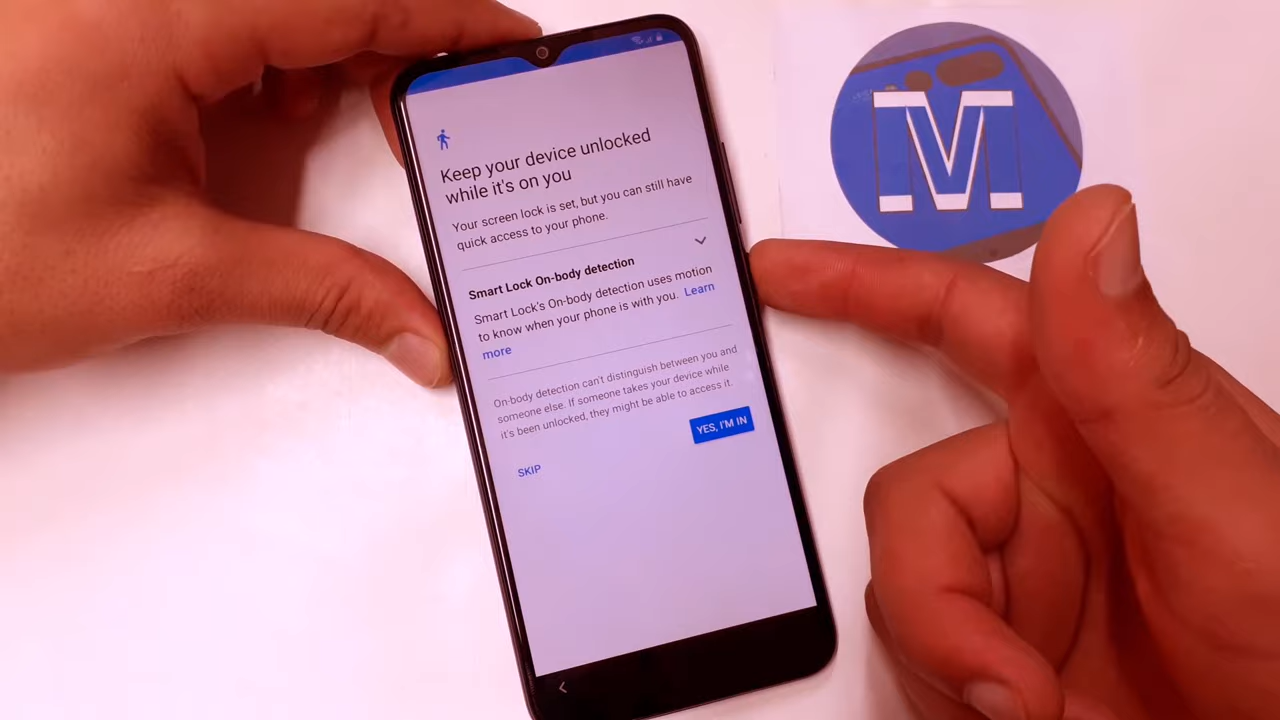 M
Keep your device unlocked
while it's on you
Your screen lock is set, but you can still have
quick access to your phone.
Smart Lock On-body detection
Smart Lock's On-body detection uses motion
to know when your phone is with you. Learn
more
On-body detection can't distinguish between you and
someone else. If someone takes your device while
it's been unlocked, they might be able to access it.
YES, I'M IN
SKIP